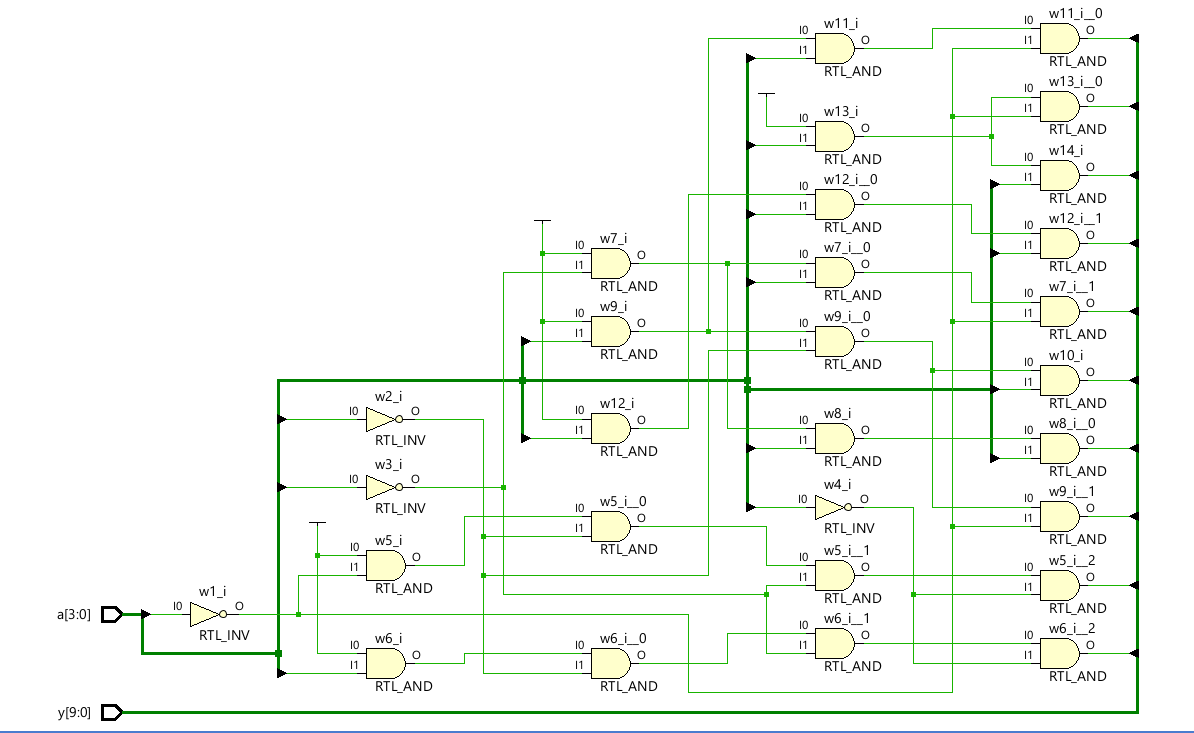 w11_i
I0
I1
O
RTL_AND
w11_i__0
I0
I1
O
RTL_AND
w13_i__0
I0
I1
O
RTL_AND
w13_i
I0
I1
O
RTL_AND
w14_i
I0
I1
O
RTL_AND
w12_i__0
I0
I1
O
RTL_AND
w12_i__1
I0
I1
O
RTL_AND
w7_i
I0
I1
O
RTL_AND
w7_i__0
I0
I1
O
RTL_AND
w7_i__1
I0
I1
O
RTL_AND
w9_i
I0
I1
O
RTL_AND
w9_i__0
I0
I1
O
RTL_AND
w10_i
I0
I1
O
RTL_AND
w2_i
I0
O
RTL_INV
w12_i
I0
I1
O
RTL_AND
w8_i
I0
I1
O
RTL_AND
w8_i__0
I0
I1
O
RTL_AND
w3_i
I0
O
RTL_INV
w4_i
I0
O
RTL_INV
w9_i__1
I0
I1
O
RTL_AND
w5_i
I0
I1
O
RTL_AND
w5_i__0
I0
I1
O
RTL_AND
w5_i__1
I0
I1
O
RTL_AND
w5_i__2
I0
I1
O
RTL_AND
a[3:0]
w1_i
I0
O
RTL_INV
w6_i
I0
I1
O
RTL_AND
w6_i__0
I0
I1
O
RTL_AND
w6_i__1
I0
I1
O
RTL_AND
w6_i__2
I0
I1
O
RTL_AND
y[9:0]